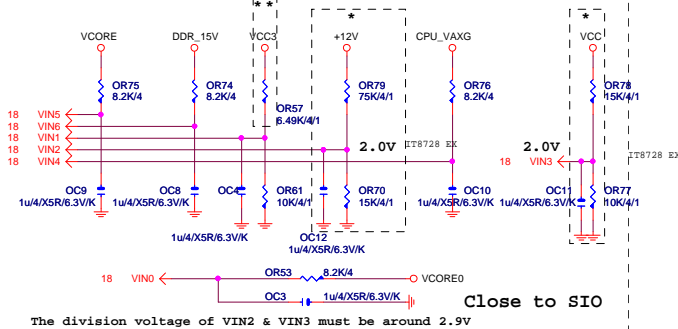 * *
*
*
VCORE
DDR_15V
VCC3
+12V
CPU_VAXG
VCC
OR75
8.2K/4
OR74
8.2K/4
OR57
6.49K/4/1
OR79
75K/4/1
OR76
8.2K/4
OR78
15K/4/1
18 VIN5
18 VIN6
18 VIN1
18 VIN2
18 VIN4
2.0V
IT8728 EX
2.0V
18 VIN3
IT8728 EX
OC9
1u/4/X5R/6.3V/K
OC8
1u/4/X5R/6.3V/K
OC4
1u/4/X5R/6.3V/K
OR61
10K/4/1
OC12
1u/4/X5R/6.3V/K
OR70
15K/4/1
OC10
1u/4/X5R/6.3V/K
OC11
1u/4/X5R/6.3V/K
OR77
10K/4/1
18 VIN0
OR53
8.2K/4
VCORE0
OC3
1u/4/X5R/6.3V/K
Close to SIO
The division voltage of VIN2 & VIN3 must be around 2.9V